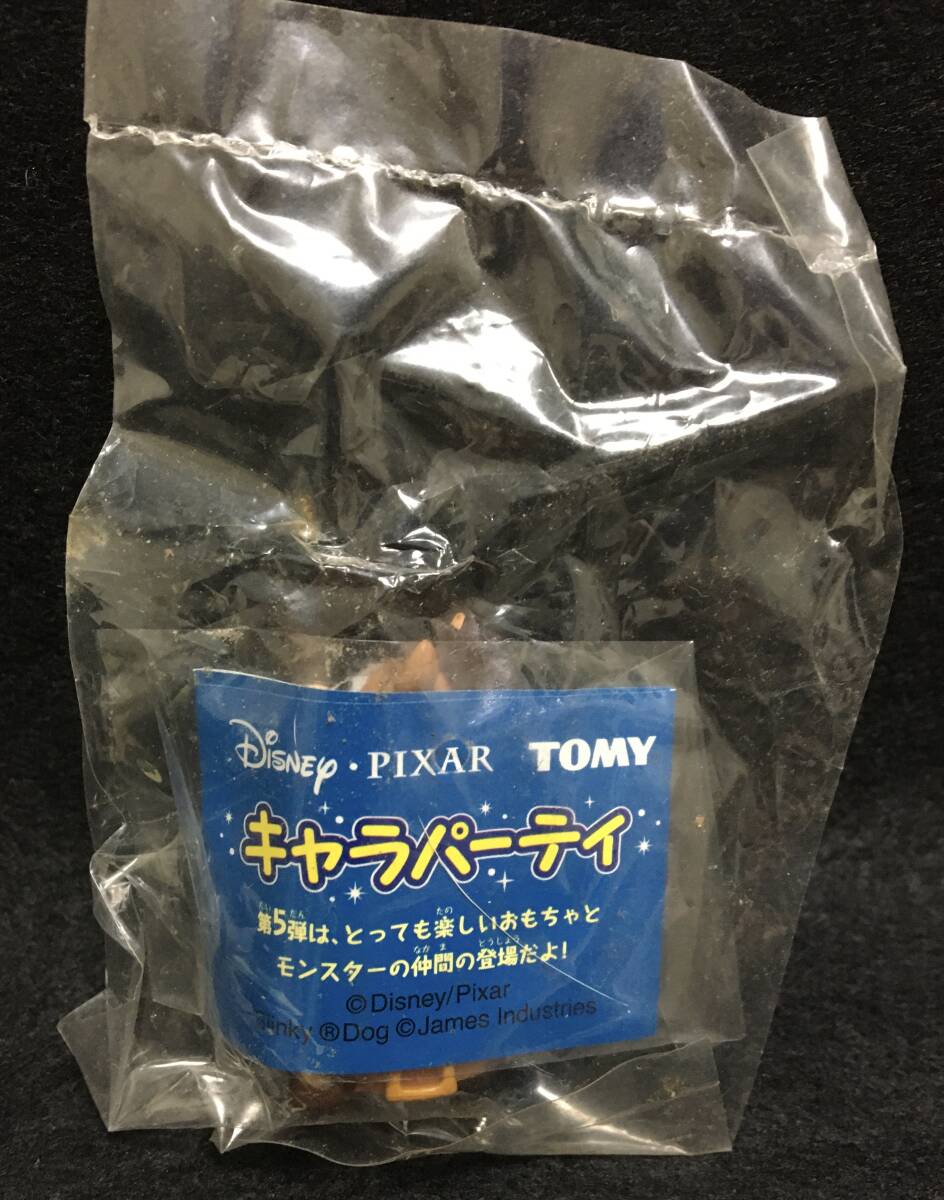 Disney・PIXAR TOMY
キャラパーティ
第5弾は、とっても楽しいおもちゃと
モンスターの仲間の登場だよ!
©Disney/Pixar
®Dog ©James Industries